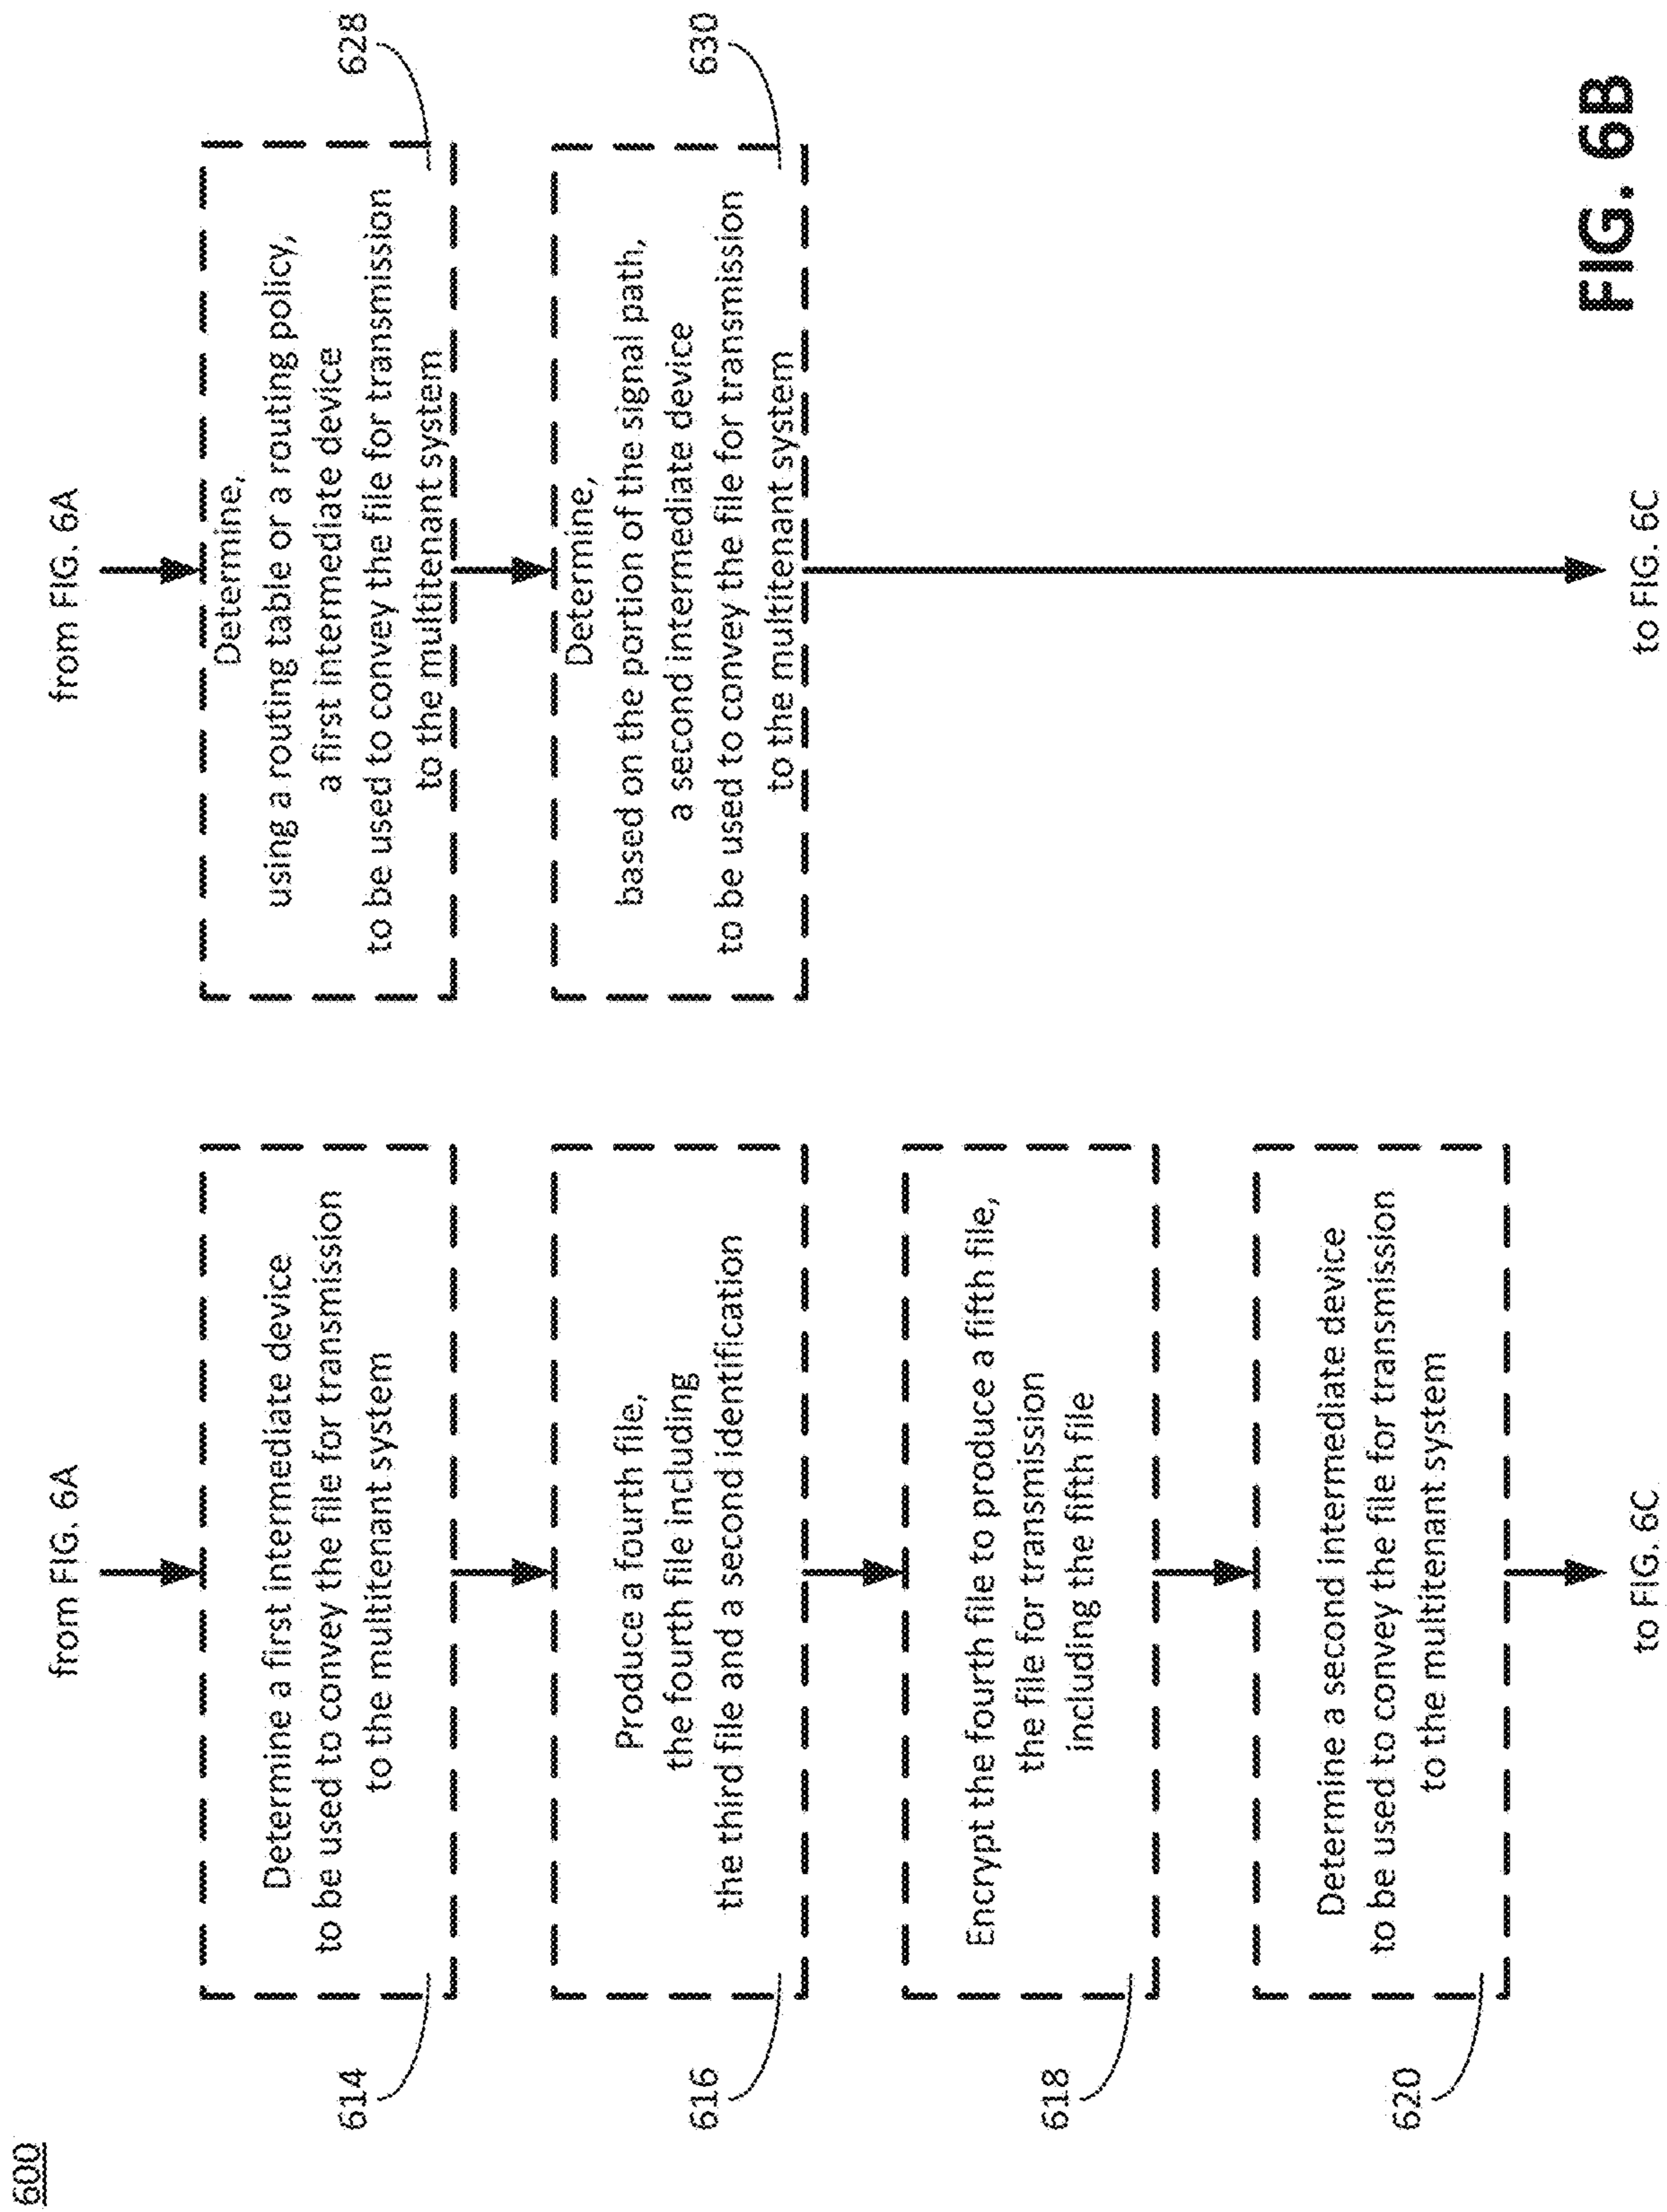 600
from FIG. 6A
614
Determine a first intermediate device
to be used to convey the file for transmission
to the multitenant system
616
Produce a fourth file,
the fourth file including
the third file and a second identification
618
Encrypt the fourth file to produce a fifth file,
the file for transmission
including the fifth file
620
Determine a second intermediate device
to be used to convey the file for transmission
to the multitenant system
to FIG. 6C
from FIG. 6A
628
Determine,
using a routing table or a routing policy,
a first intermediate device
to be used to convey the file for transmission
to the multitenant system
630
Determine,
based on the portion of the signal path,
a second intermediate device
to be used to convey the file for transmission
to the multitenant system
to FIG. 6C
FIG. 6B